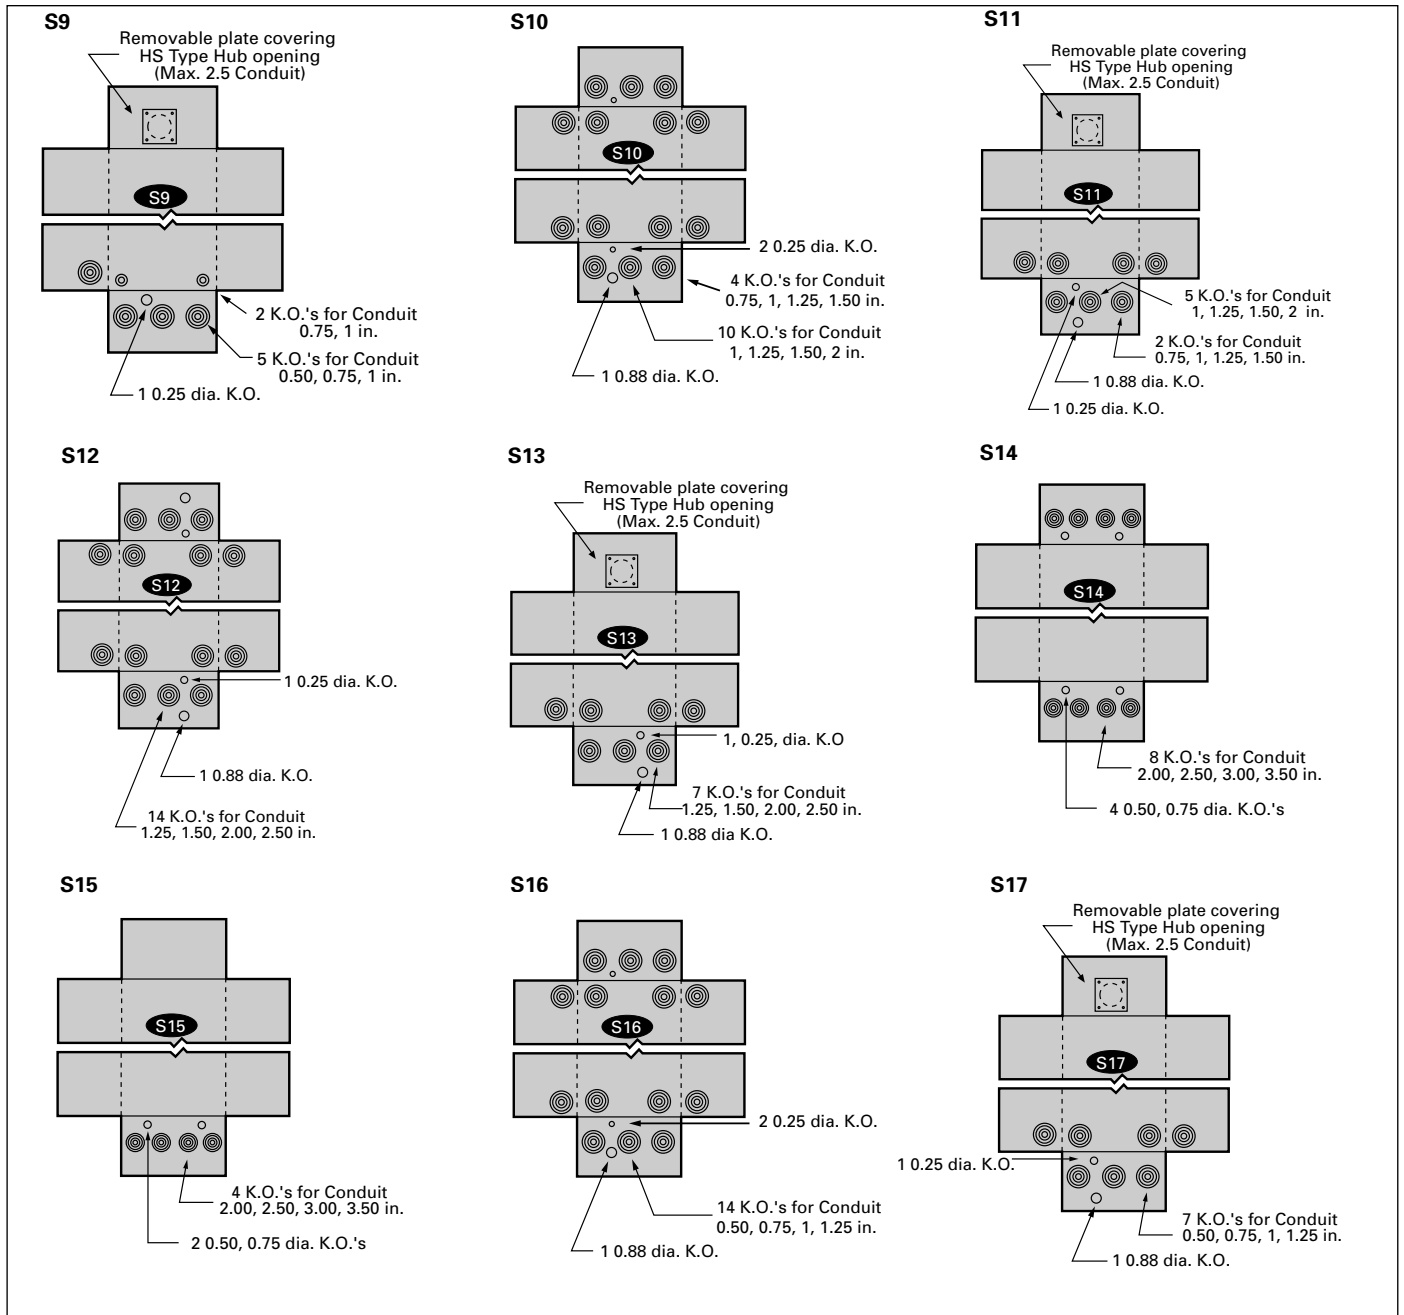 S9
Removable plate covering
HS Type Hub opening
(Max. 2.5 Conduit)
S9
2 K.O.'s for Conduit
0.75, 1 in.
5 K.O.'s for Conduit
0.50, 0.75, 1 in.
1 0.25 dia. K.O.
S10
S10
2 0.25 dia. K.O.
4 K.O.'s for Conduit
0.75, 1, 1.25, 1.50 in.
10 K.O.'s for Conduit
1, 1.25, 1.50, 2 in.
1 0.88 dia. K.O.
S11
Removable plate covering
HS Type Hub opening
(Max. 2.5 Conduit)
S11
5 K.O.'s for Conduit
1, 1.25, 1.50, 2 in.
2 K.O.'s for Conduit
0.75, 1, 1.25, 1.50 in.
1 0.88 dia. K.O.
1 0.25 dia. K.O.
S12
S12
1 0.25 dia. K.O.
1 0.88 dia. K.O.
14 K.O.'s for Conduit
1.25, 1.50, 2.00, 2.50 in.
S13
Removable plate covering
HS Type Hub opening
(Max. 2.5 Conduit)
S13
1, 0.25, dia. K.O
7 K.O.'s for Conduit
1.25, 1.50, 2.00, 2.50 in.
1 0.88 dia K.O.
S14
S14
8 K.O.'s for Conduit
2.00, 2.50, 3.00, 3.50 in.
4 0.50, 0.75 dia. K.O.'s
S15
S15
4 K.O.'s for Conduit
2.00, 2.50, 3.00, 3.50 in.
2 0.50, 0.75 dia. K.O.'s
S16
S16
2 0.25 dia. K.O.
14 K.O.'s for Conduit
0.50, 0.75, 1, 1.25 in.
1 0.88 dia. K.O.
S17
Removable plate covering
HS Type Hub opening
(Max. 2.5 Conduit)
S17
1 0.25 dia. K.O.
7 K.O.'s for Conduit
0.50, 0.75, 1, 1.25 in.
1 0.88 dia. K.O.